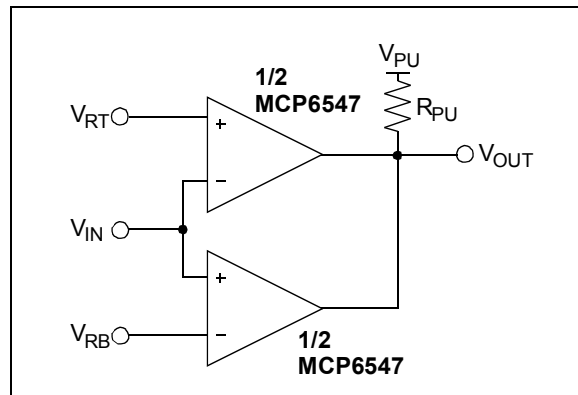 V_PU
1/2
MCP6547
R_PU
V_RT
+
−
V_OUT
V_IN
+
−
V_RB
1/2
MCP6547